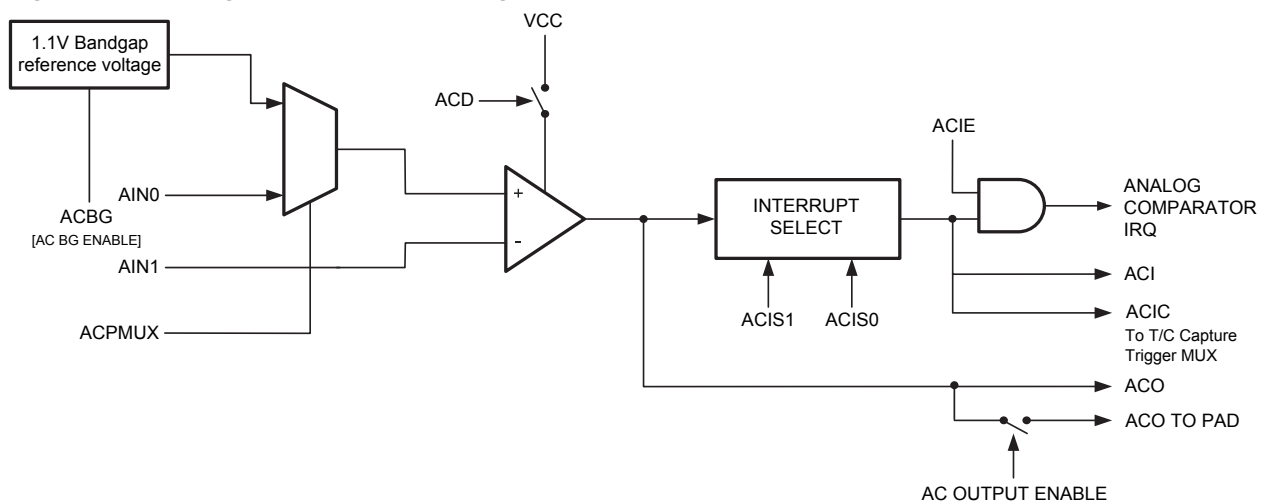 VCC
1.1V Bandgap
reference voltage
ACD
ACIE
AIN0
+
-
INTERRUPT
SELECT
ANALOG
COMPARATOR
IRQ
ACBG
[AC BG ENABLE]
AIN1
ACI
ACPMUX
ACIS1
ACIS0
ACIC
To T/C Capture
Trigger MUX
ACO
ACO TO PAD
AC OUTPUT ENABLE